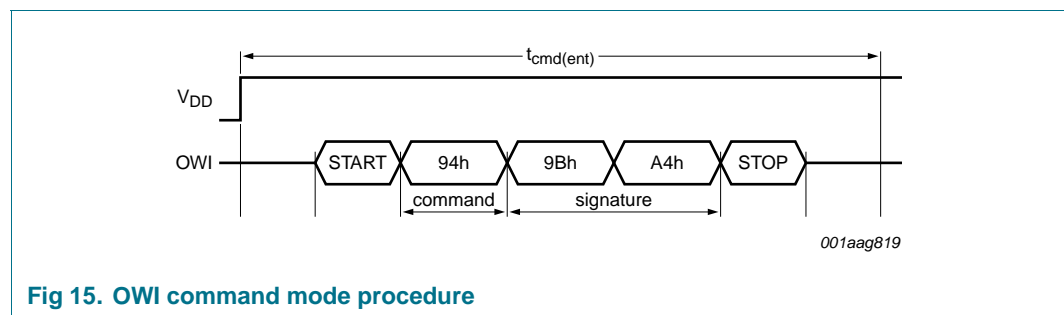 tcmd(ent)
VDD
OWI START 94h 9Bh A4h STOP
command signature
001aag819
Fig 15. OWI command mode procedure